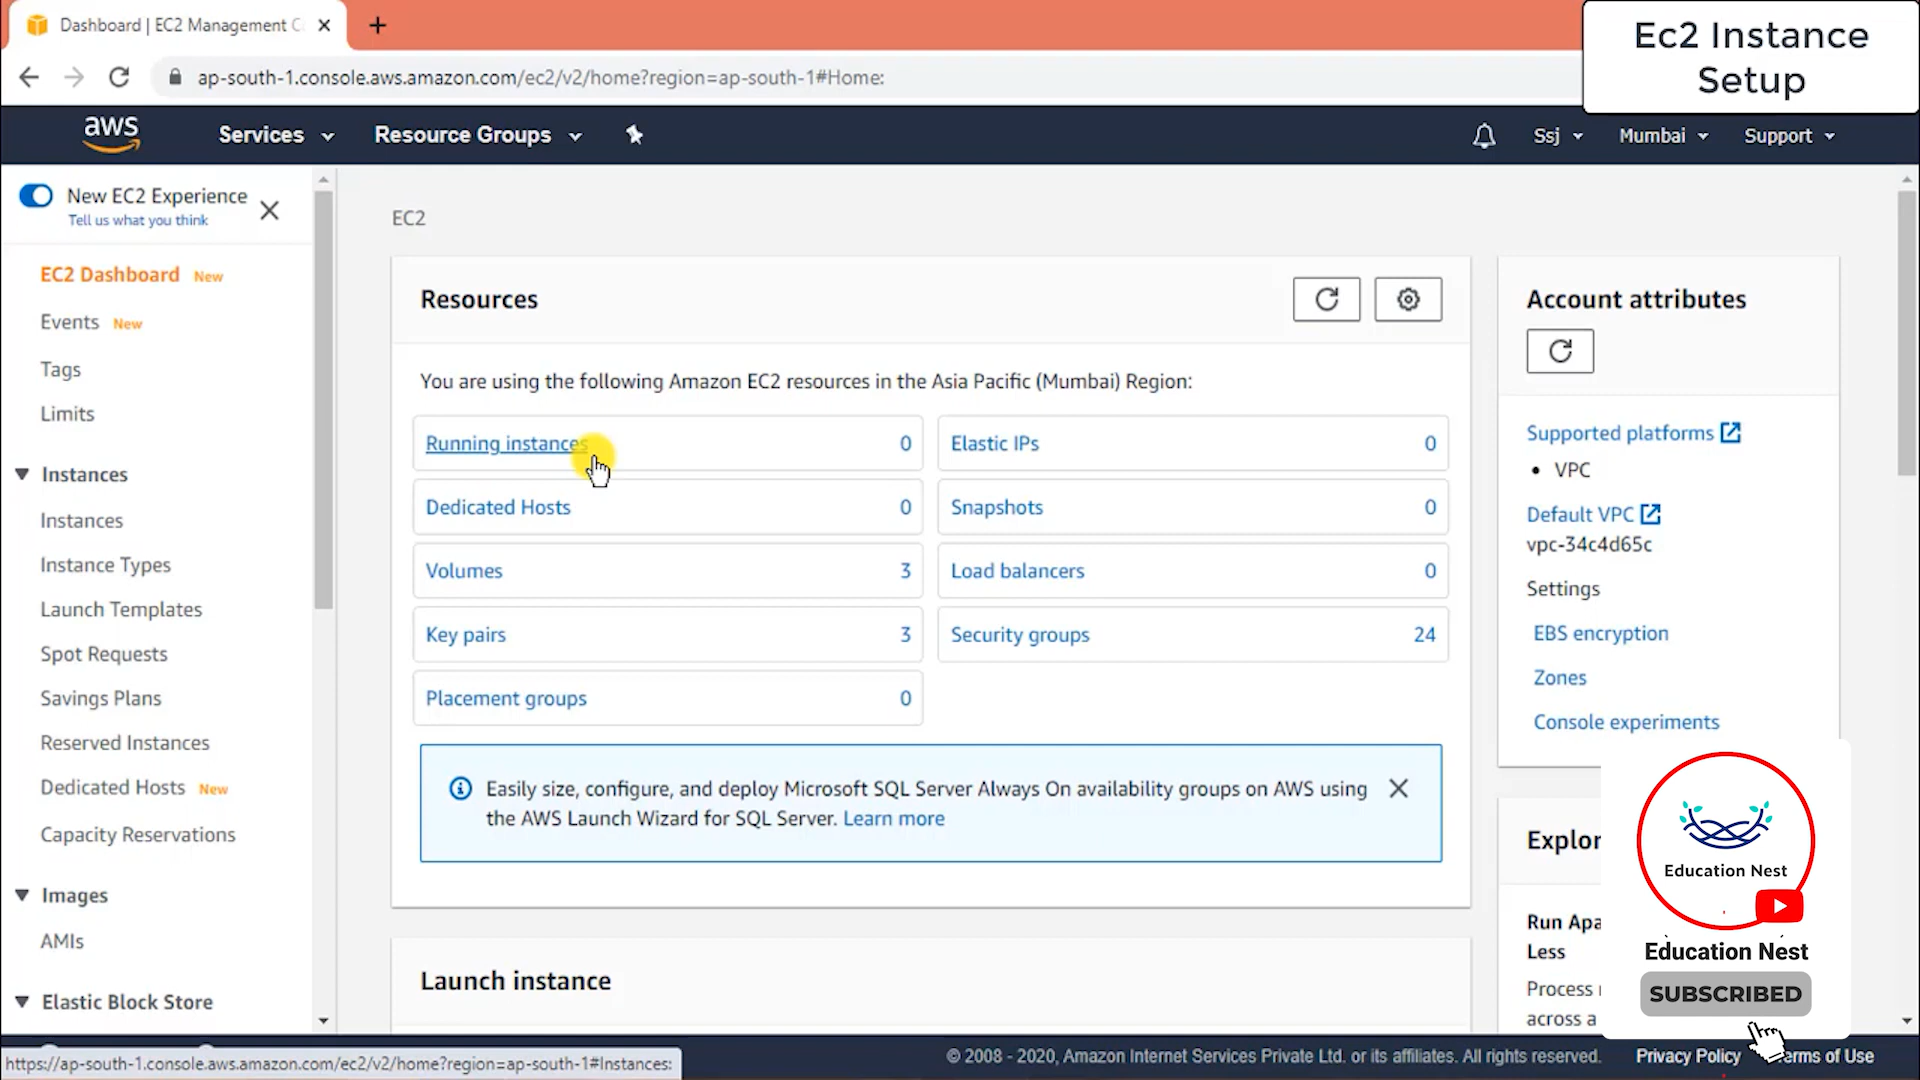 Dashboard | EC2 Management C
Ec2 Instance
Setup
ap-south-1.console.aws.amazon.com/ec2/v2/home?region=ap-south-1#Home:
aws
Services
Resource Groups
Ssj
Mumbai
Support
New EC2 Experience
Tell us what you think
EC2 Dashboard New
Events New
Tags
Limits
Instances
Instances
Instance Types
Launch Templates
Spot Requests
Savings Plans
Reserved Instances
Dedicated Hosts New
Capacity Reservations
Images
AMIs
Elastic Block Store
EC2
Resources
You are using the following Amazon EC2 resources in the Asia Pacific (Mumbai) Region:
Running instances 0
Elastic IPs 0
Dedicated Hosts 0
Snapshots 0
Volumes 3
Load balancers 0
Key pairs 3
Security groups 24
Placement groups 0
Easily size, configure, and deploy Microsoft SQL Server Always On availability groups on AWS using
the AWS Launch Wizard for SQL Server. Learn more
Launch instance
Account attributes
Supported platforms
• VPC
Default VPC
vpc-34c4d65c
Settings
EBS encryption
Zones
Console experiments
Explor
Run Apa
Less
Process
across a
Education Nest
Education Nest
SUBSCRIBED
https://ap-south-1.console.aws.amazon.com/ec2/v2/home?region=ap-south-1#Instances:
© 2008 - 2020, Amazon Internet Services Private Ltd. or its affiliates. All rights reserved.
Privacy Policy
erms of Use